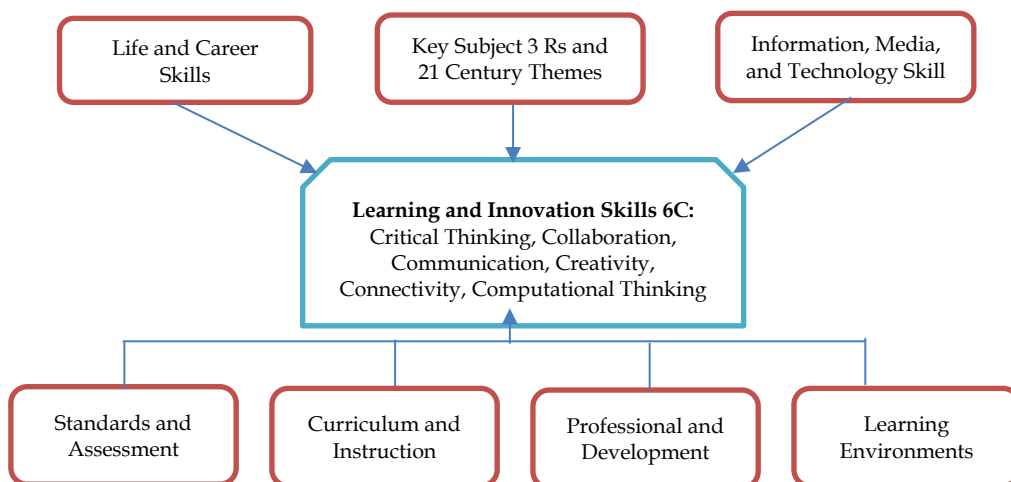 Life and Career
Skills
Key Subject 3 Rs and
21 Century Themes
Information, Media,
and Technology Skill
Learning and Innovation Skills 6C:
Critical Thinking, Collaboration,
Communication, Creativity,
Connectivity, Computational Thinking
Standards and
Assessment
Curriculum and
Instruction
Professional and
Development
Learning
Environments